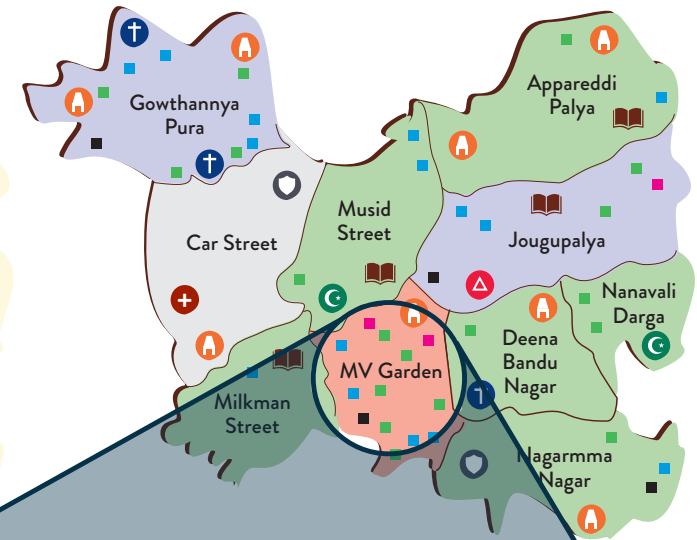 Gowthannya
Pura
Appareddi
Palya
Musid
Street
Car Street
Jougupalya
Nanavali
Darga
Deena
Bandu
Nagar
MV Garden
Milkman
Street
Nagarmma
Nagar